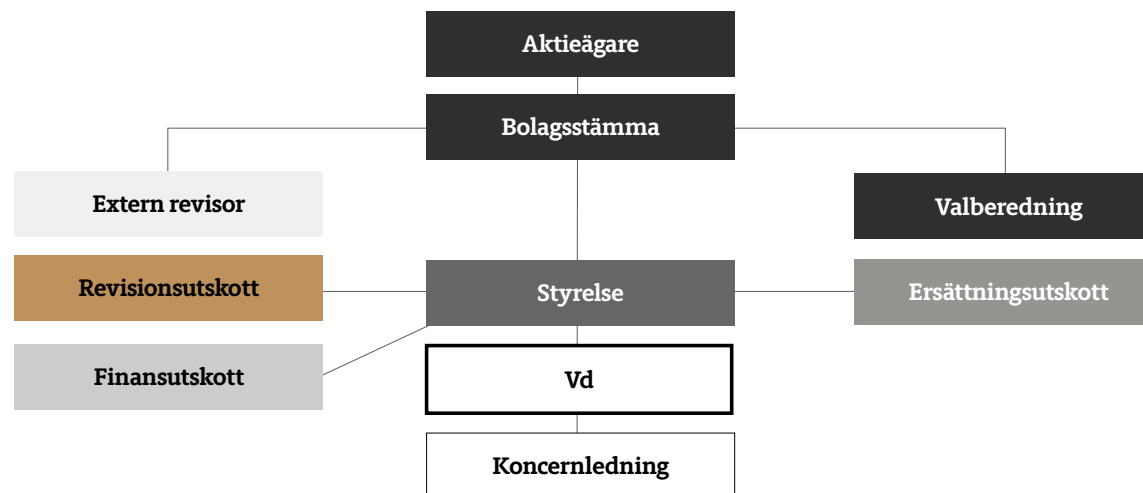 Aktieägare
Bolagsstämma
Extern revisor
Valberedning
Revisionsutskott
Styrelse
Ersättningsutskott
Finansutskott
Vd
Koncernledning